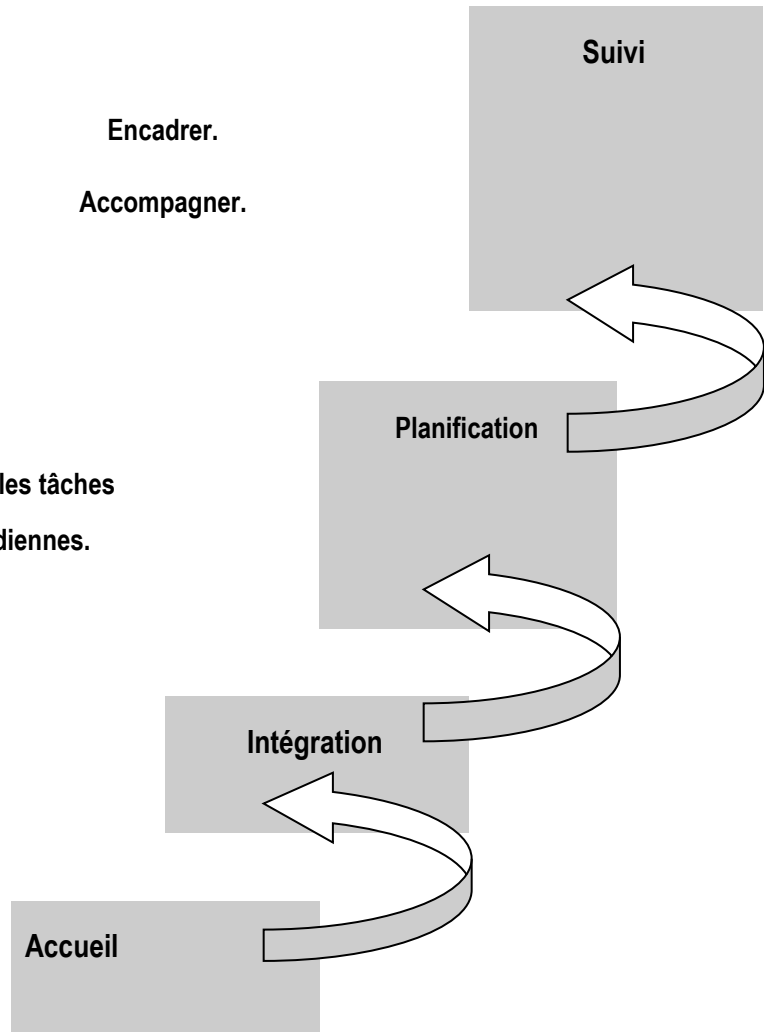 Suivi
Encadrer.
Accompagner.
Planification
les tâches
diennes.
Intégration
Accueil